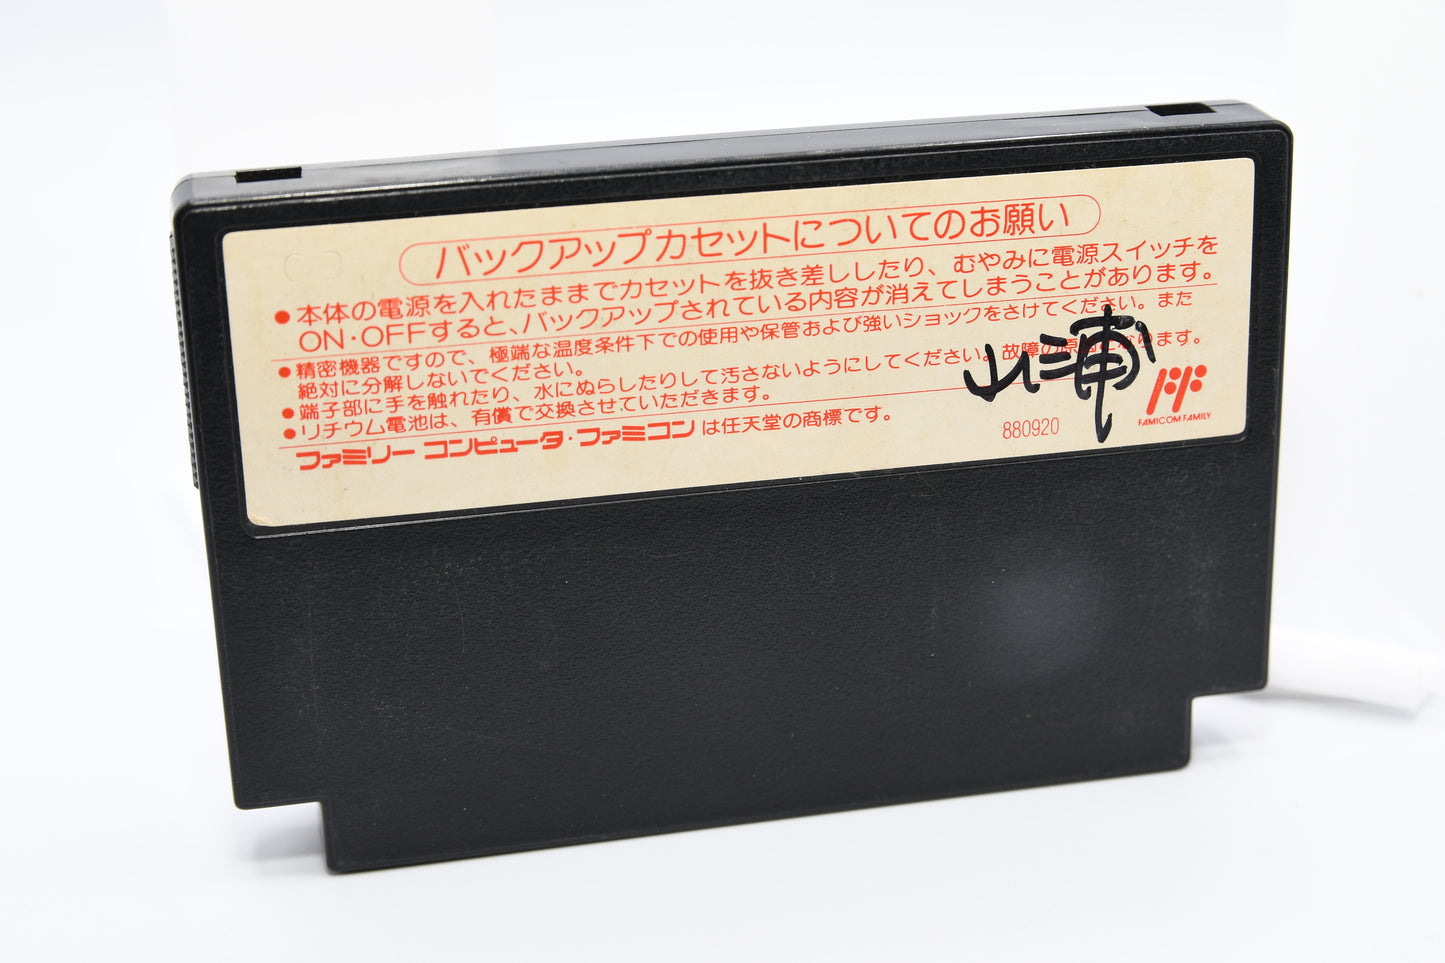 バックアップカセットについてのお願い
●本体の電源を入れたままでカセットを抜き差ししたり、むやみに電源スイッチを
ON・OFFすると、バックアップされている内容が消えてしまうことがあります。
●精密機器ですので、極端な温度条件下での使用や保管および強いショックをさけてください。また
絶対に分解しないでください。
●端子部に手を触れたり、水にぬらしたりして汚さないようにしてください。故障の原因となります。
●リチウム電池は、有償で交換させていただきます。
ファミリー コンピュータ・ファミコンは任天堂の商標です。
880920
FAMICOM FAMILY